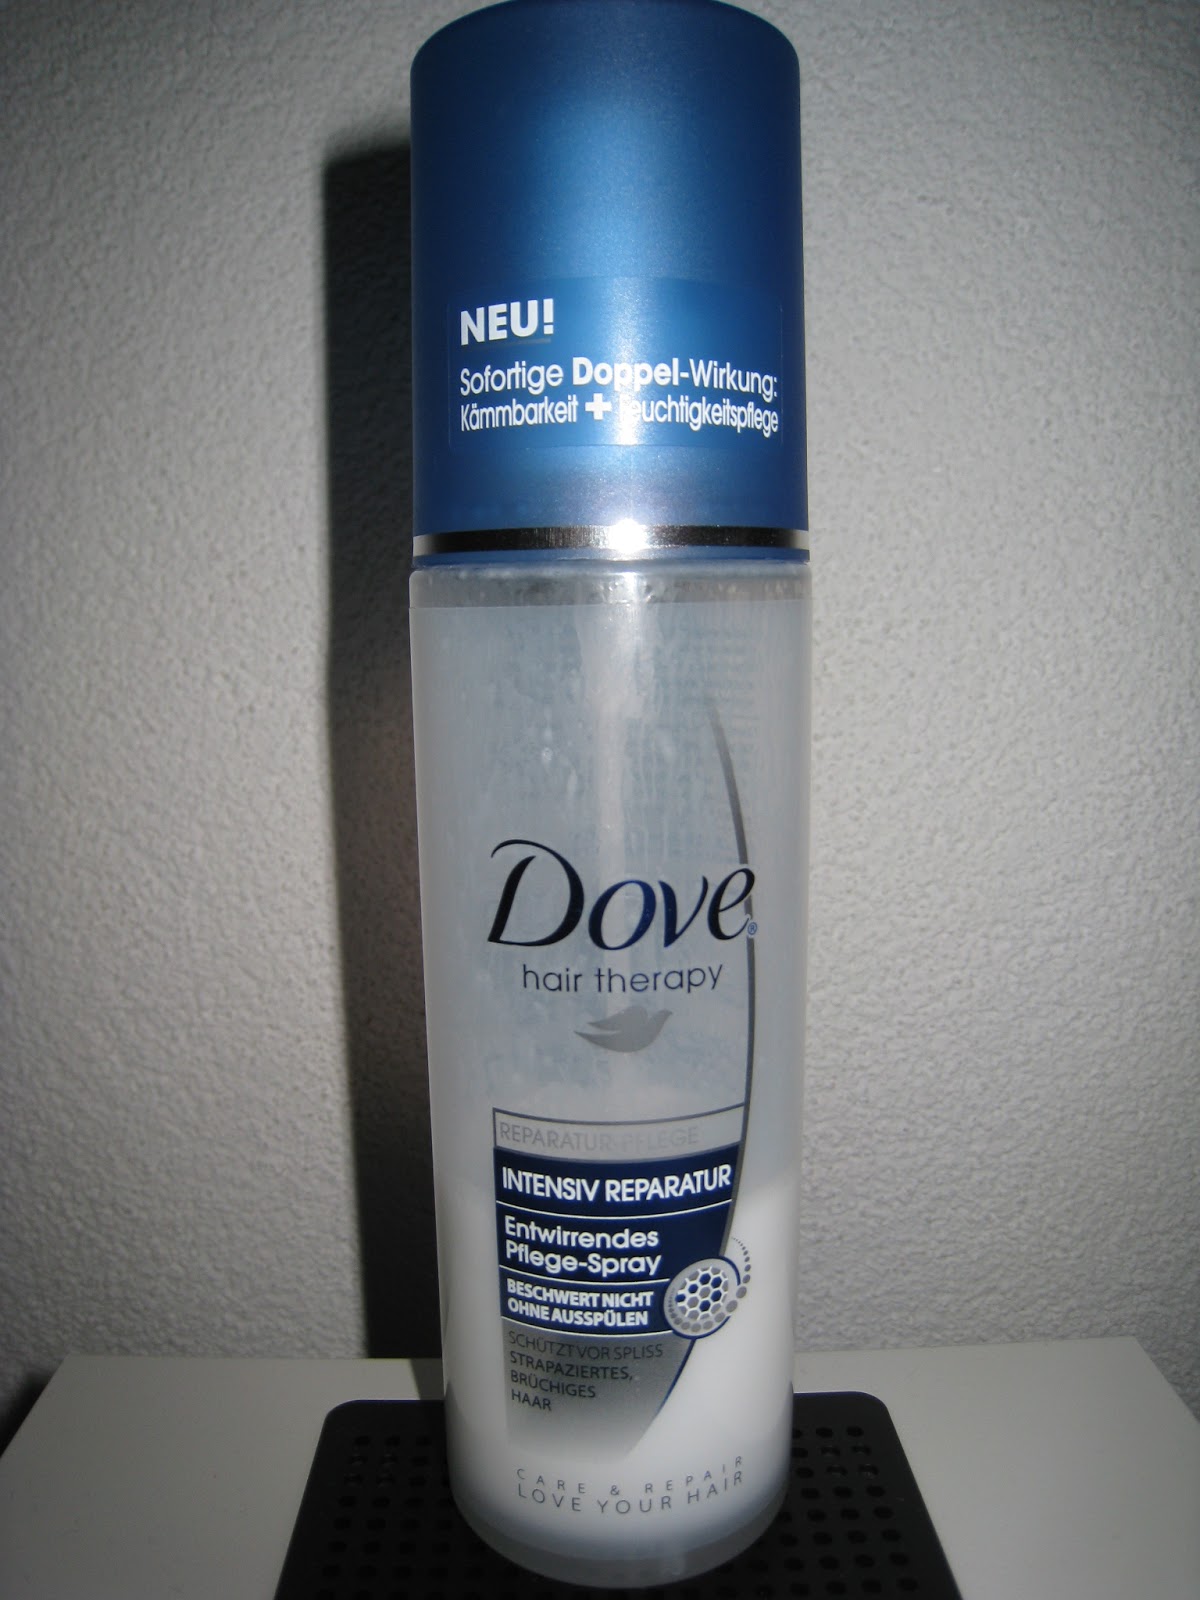 NEU!
Sofortige Doppel-Wirkung:
Kämmbarkeit + Feuchtigkeitspflege
Dove®
hair therapy
REPARATUR-PFLEGE
INTENSIV REPARATUR
Entwirrendes
Pflege-Spray
BESCHWERT NICHT
OHNE AUSSPÜLEN
SCHÜTZT VOR SPLISS
STRAPAZIERTES,
BRÜCHIGES
HAAR
CARE & REPAIR
LOVE YOUR HAIR